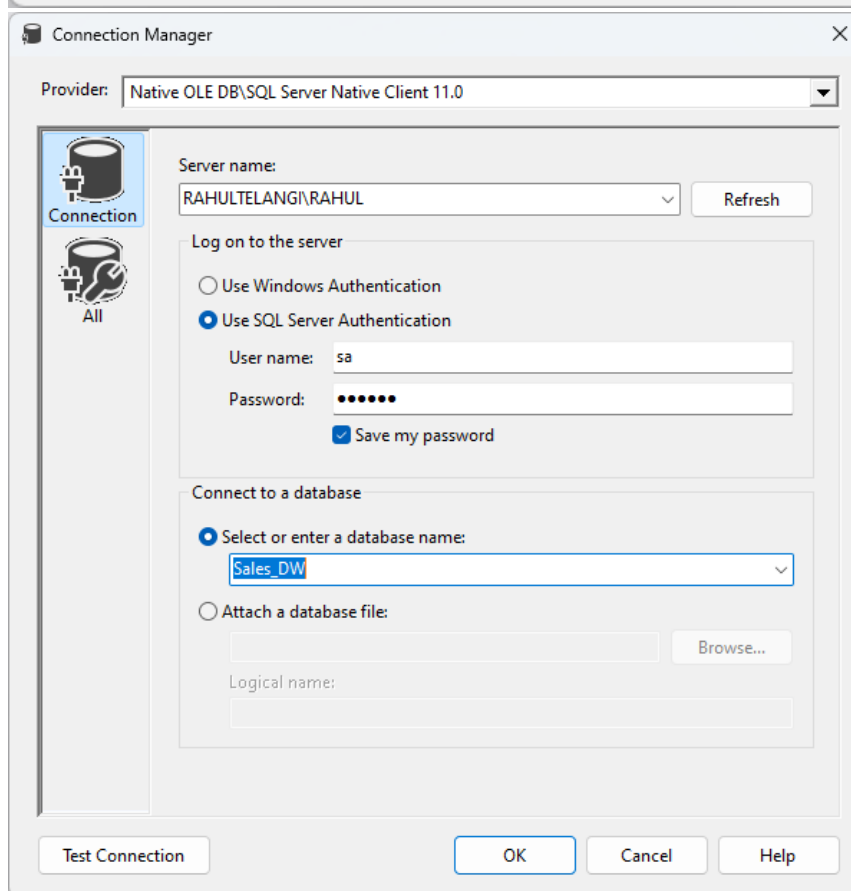 Connection Manager
Provider: Native OLE DB\SQL Server Native Client 11.0
Connection
All
Server name:
RAHULTELANGI\RAHUL Refresh
Log on to the server
Use Windows Authentication
Use SQL Server Authentication
User name: sa
Password: ●●●●●●
Save my password
Connect to a database
Select or enter a database name:
Sales_DW
Attach a database file:
Browse...
Logical name:
Test Connection OK Cancel Help